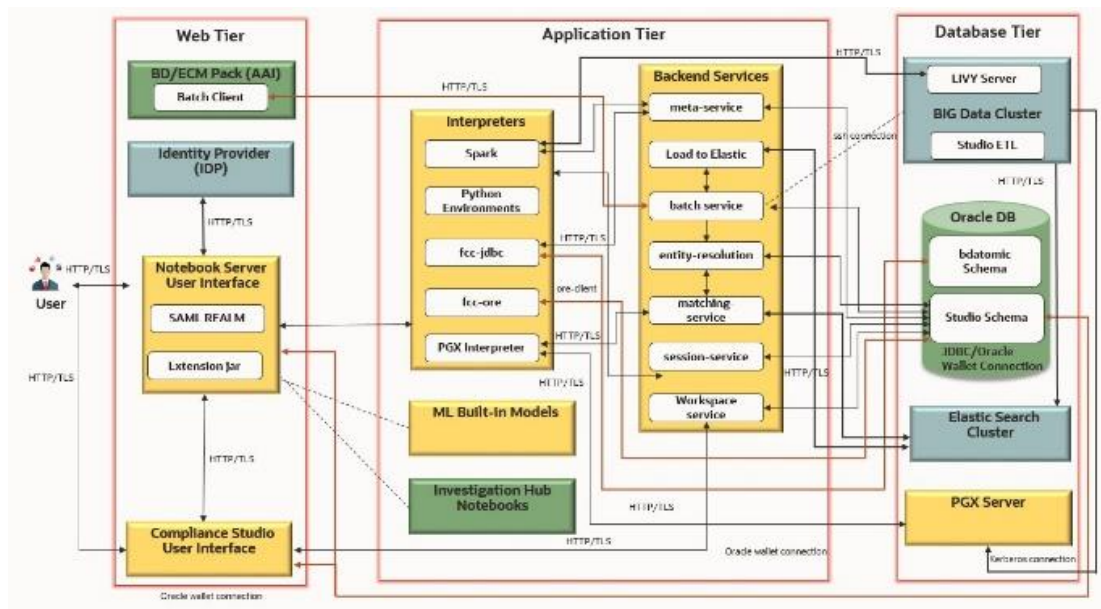 Web Tier
Application Tier
Database Tier
BD/ECM Pack (AAI)
Batch Client
HTTP/TLS
HTTP/TLS
Backend Services
LIVY Server
BIG Data Cluster
Studio ETL
Interpreters
meta-service
ssh connection
Identity Provider
(IDP)
Spark
Load to Elastic
HTTP/TLS
Python
Environments
batch service
Oracle DB
HTTP/TLS
HTTP/TLS
bdatomic
Schema
User
HTTP/TLS
Notebook Server
User Interface
fcc-jdbc
entity-resolution
SAML REALM
fcc-ore
ore-client
matching
service
Studio Schema
Extension jar
PGX Interpreter
HTTP/TLS
session-service
JDBC/Oracle
Wallet Connection
HTTP/TLS
HTTP/TLS
HTTP/TLS
ML Built-In Models
Workspace
service
Elastic Search
Cluster
HTTP/TLS
Investigation Hub
Notebooks
HTTP/TLS
PGX Server
Compliance Studio
User Interface
HTTP/TLS
Oracle wallet connection
Kerberos connection
Oracle wallet connection